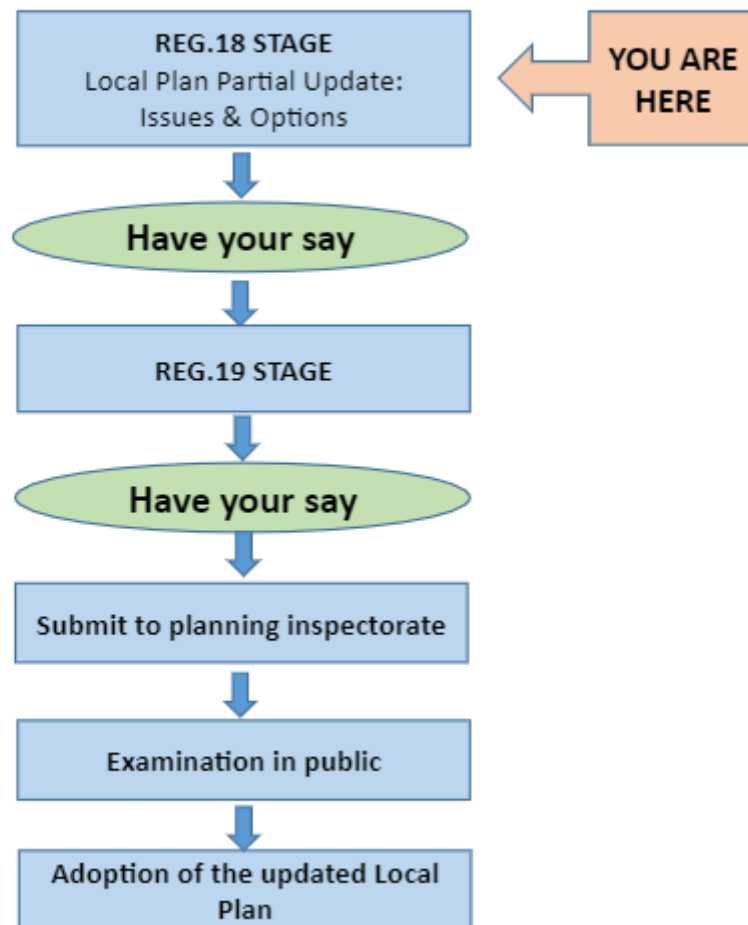 REG.18 STAGE
Local Plan Partial Update:
Issues & Options
YOU ARE
HERE
Have your say
REG.19 STAGE
Have your say
Submit to planning inspectorate
Examination in public
Adoption of the updated Local
Plan